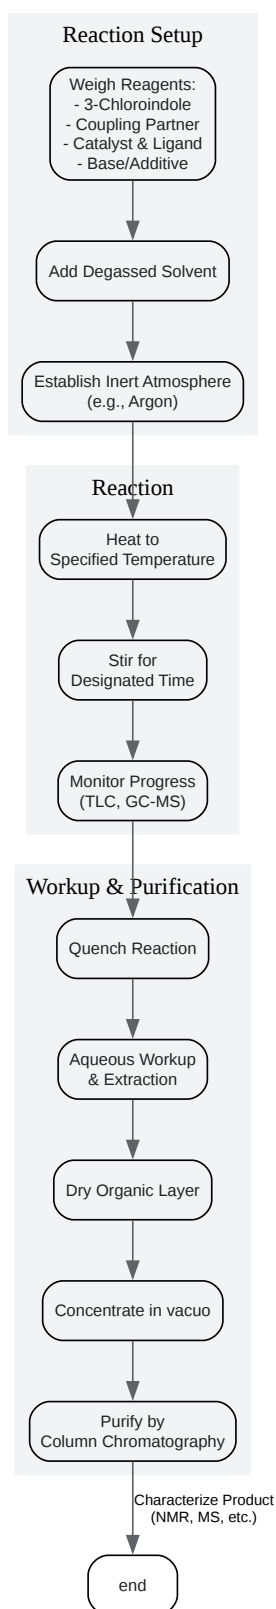 Reaction Setup
Weigh Reagents:
- 3-Chloroindole
- Coupling Partner
- Catalyst & Ligand
- Base/Additive
Add Degassed Solvent
Establish Inert Atmosphere
(e.g., Argon)
Reaction
Heat to
Specified Temperature
Stir for
Designated Time
Monitor Progress
(TLC, GC-MS)
Workup & Purification
Quench Reaction
Aqueous Workup
& Extraction
Dry Organic Layer
Concentrate in vacuo
Purify by
Column Chromatography
Characterize Product
(NMR, MS, etc.)
end